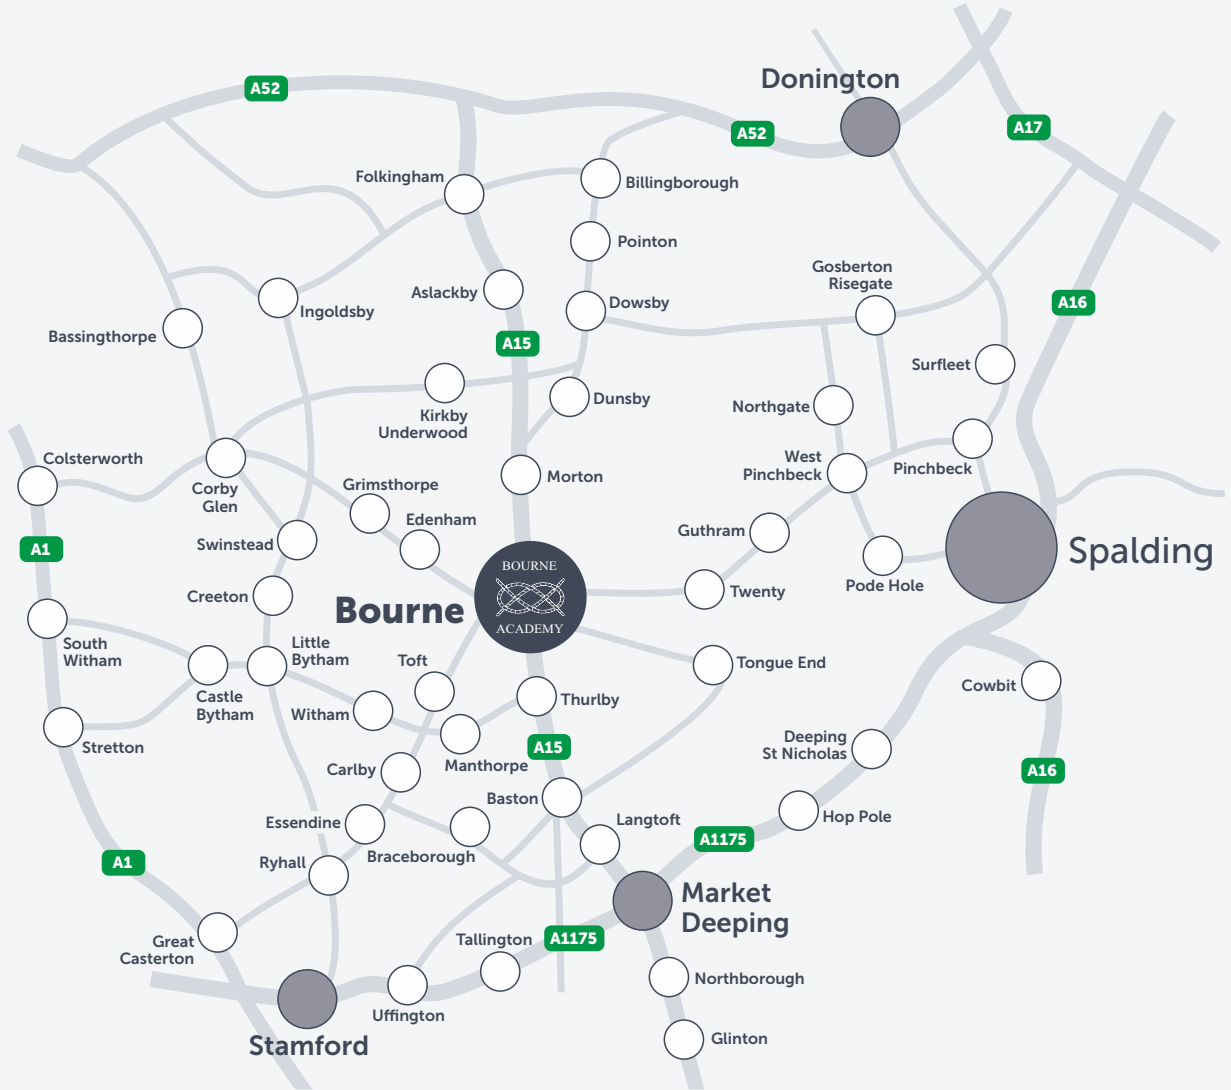 Donington
A52
A17
A52
Folkingham
Billingborough
Pointon
Gosberton
Risegate
Aslackby
Dowsby
A16
Ingoldsby
Bassingthorpe
A15
Surfleet
Dunsby
Northgate
Kirkby
Underwood
Colsterworth
West
Pinchbeck
Pinchbeck
Morton
Grimsthorpe
Corby
Glen
Edenham
Guthram
Swinstead
A1
Spalding
BOURNE
ACADEMY
Pode Hole
Twenty
Creeton
Bourne
South
Witham
Little
Bytham
Toft
Tongue End
Cowbit
Castle
Bytham
Thurlby
Witham
Stretton
A15
Deeping
St Nicholas
Manthorpe
Carlby
A16
Baston
Hop Pole
Langtoft
Essendine
A1175
Braceborough
A1
Ryhall
Market
Deeping
Great
Casterton
Tallington
A1175
Northborough
Uffington
Stamford
Glinton